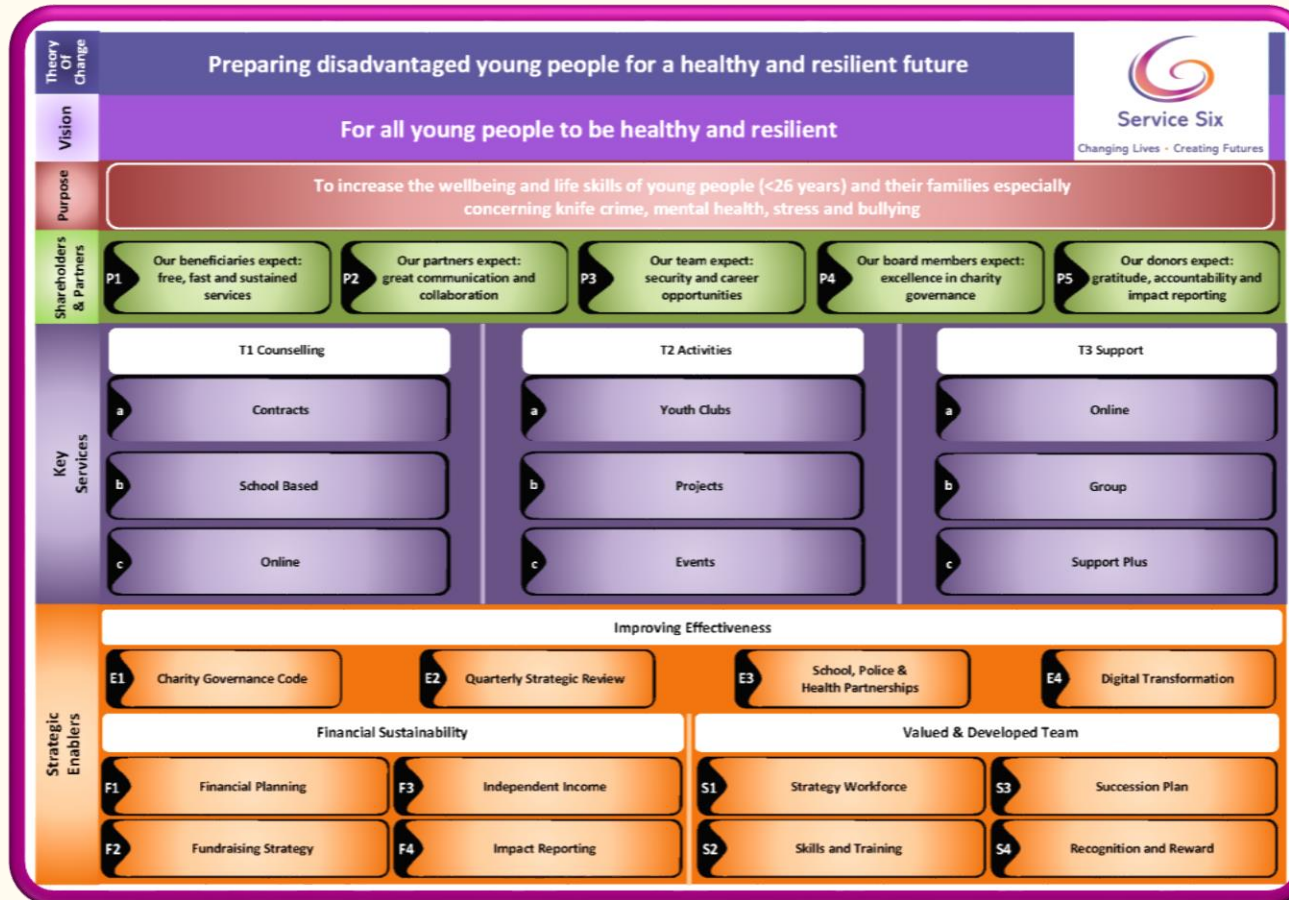 Theory
Of
Change
Preparing disadvantaged young people for a healthy and resilient future
Service Six
Changing Lives - Creating Futures
Vision
For all young people to be healthy and resilient
Purpose
To increase the wellbeing and life skills of young people (<26 years) and their families especially
concerning knife crime, mental health, stress and bullying
Shareholders
& Partners
P1
Our beneficiaries expect:
free, fast and sustained
services
P2
Our partners expect:
great communication and
collaboration
P3
Our team expect:
security and career
opportunities
P4
Our board members expect:
excellence in charity
governance
P5
Our donors expect:
gratitude, accountability and
impact reporting
Key
Services
T1 Counselling
a
Contracts
b
School Based
c
Online
T2 Activities
a
Youth Clubs
b
Projects
c
Events
T3 Support
a
Online
b
Group
c
Support Plus
Strategic
Enablers
Improving Effectiveness
E1
Charity Governance Code
E2
Quarterly Strategic Review
E3
School, Police &
Health Partnerships
E4
Digital Transformation
Financial Sustainability
F1
Financial Planning
F3
Independent Income
F2
Fundraising Strategy
F4
Impact Reporting
Valued & Developed Team
S1
Strategy Workforce
S3
Succession Plan
S2
Skills and Training
S4
Recognition and Reward